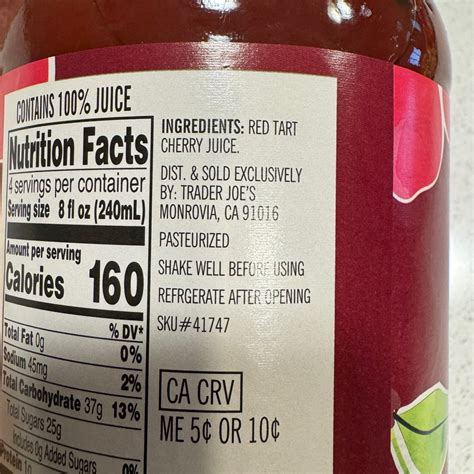 CONTAINS 100% JUICE
Nutrition Facts
4 servings per container
Serving size 8 fl oz (240mL)
Amount per serving
Calories 160
% DV*
Total Fat 0g 0%
Sodium 45mg 2%
Total Carbohydrate 37g 13%
Total Sugars 25g
Includes 0g Added Sugars 0%
Protein 1g
INGREDIENTS: RED TART
CHERRY JUICE.
DIST. & SOLD EXCLUSIVELY
BY: TRADER JOE'S
MONROVIA, CA 91016
PASTEURIZED
SHAKE WELL BEFORE USING
REFRGERATE AFTER OPENING
SKU#41747
CA CRV
ME 5¢ OR 10¢